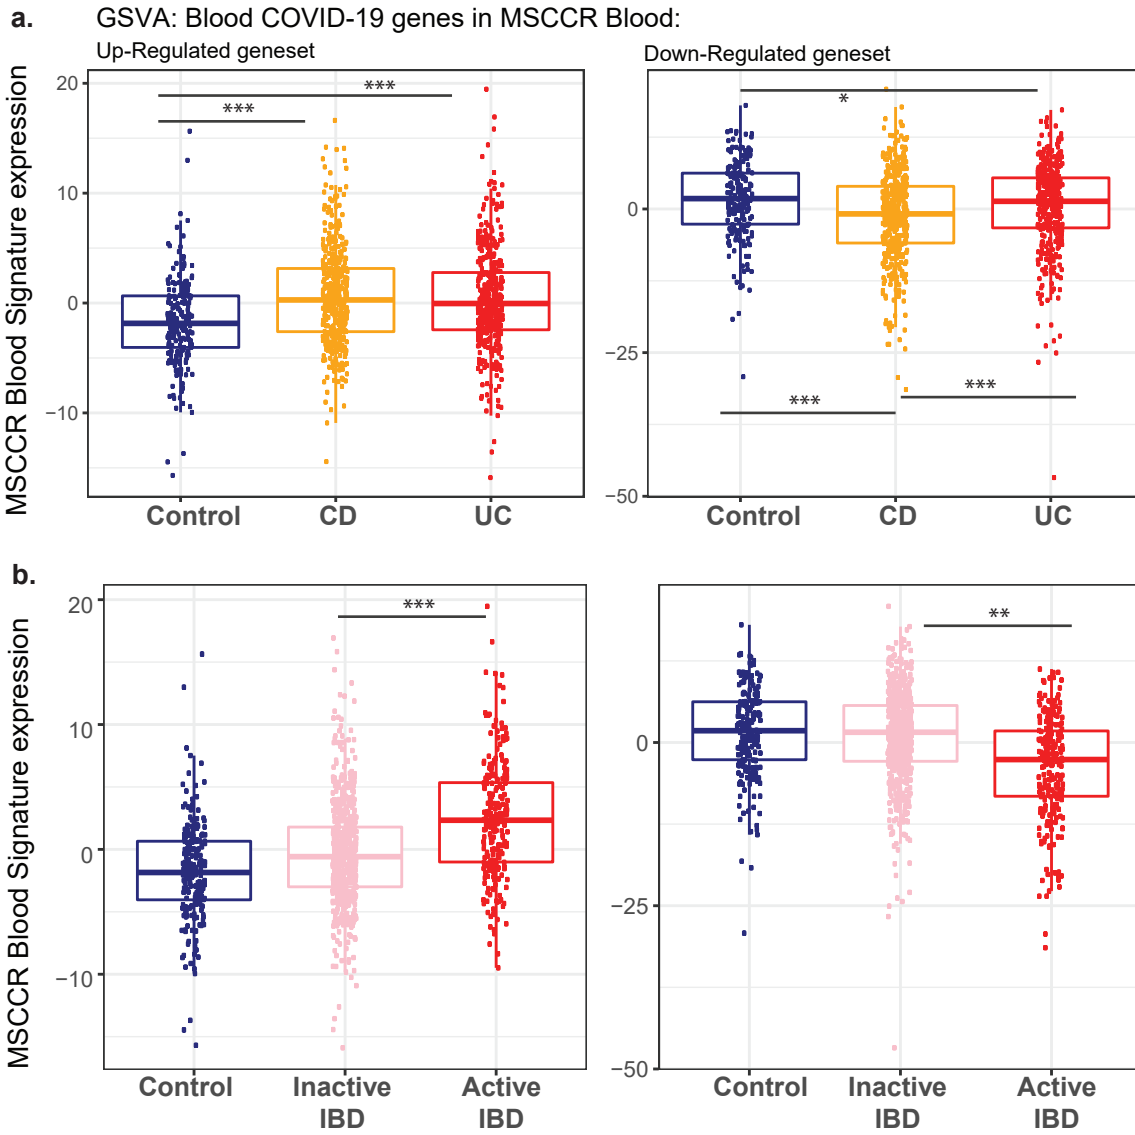 a.
GSVA: Blood COVID-19 genes in MSCCR Blood:
Up-Regulated geneset
Down-Regulated geneset
MSCCR Blood Signature expression
20
10
0
−10
***
***
Control
CD
UC
0
−25
−50
*
***
***
Control
CD
UC
b.
MSCCR Blood Signature expression
20
10
0
−10
***
Control
Inactive
IBD
Active
IBD
0
−25
−50
**
Control
Inactive
IBD
Active
IBD